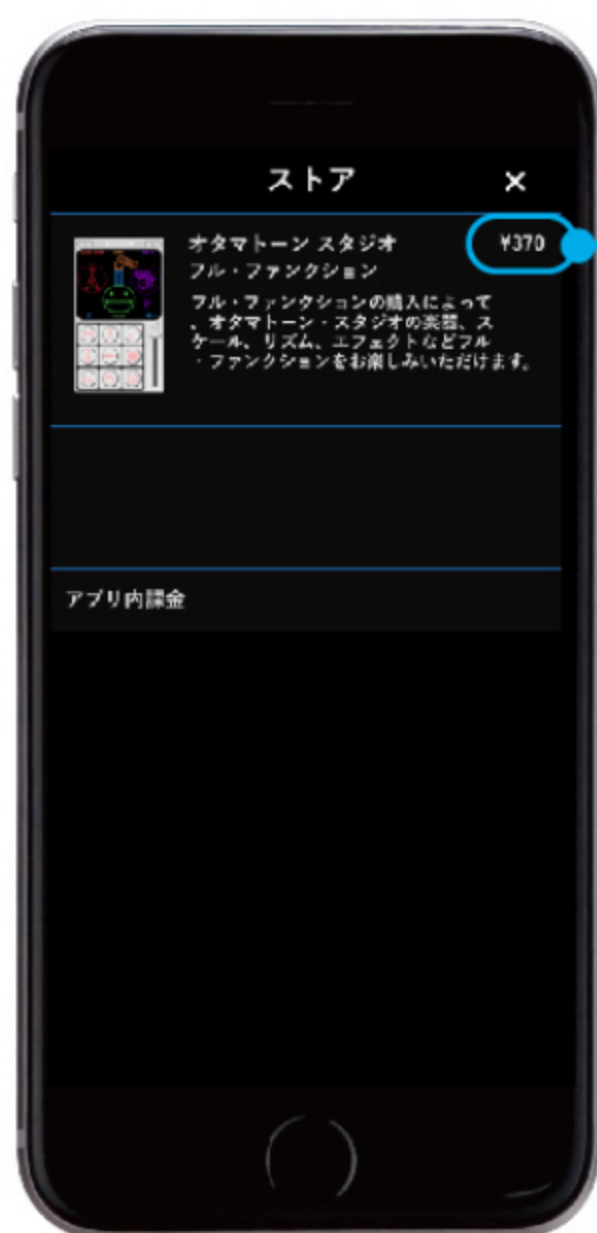 ストア ×
オタマトーン スタジオ ¥370
フル・ファンクション
フル・ファンクションの購入によって
、オタマトーン・スタジオの楽器、ス
ケール、リズム、エフェクトなどフル
・ファンクションをお楽しみいただけます。
アプリ内課金